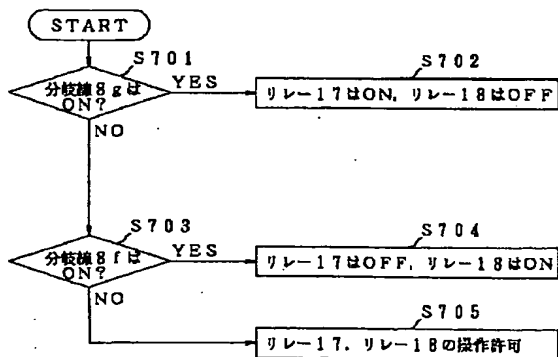 START
S701
分岐線8gは
ON?
YES
NO
S702
リレー17はON，リレー18はOFF
S703
分岐線8fは
ON?
YES
NO
S704
リレー17はOFF，リレー18はON
S705
リレー17，リレー18の操作許可